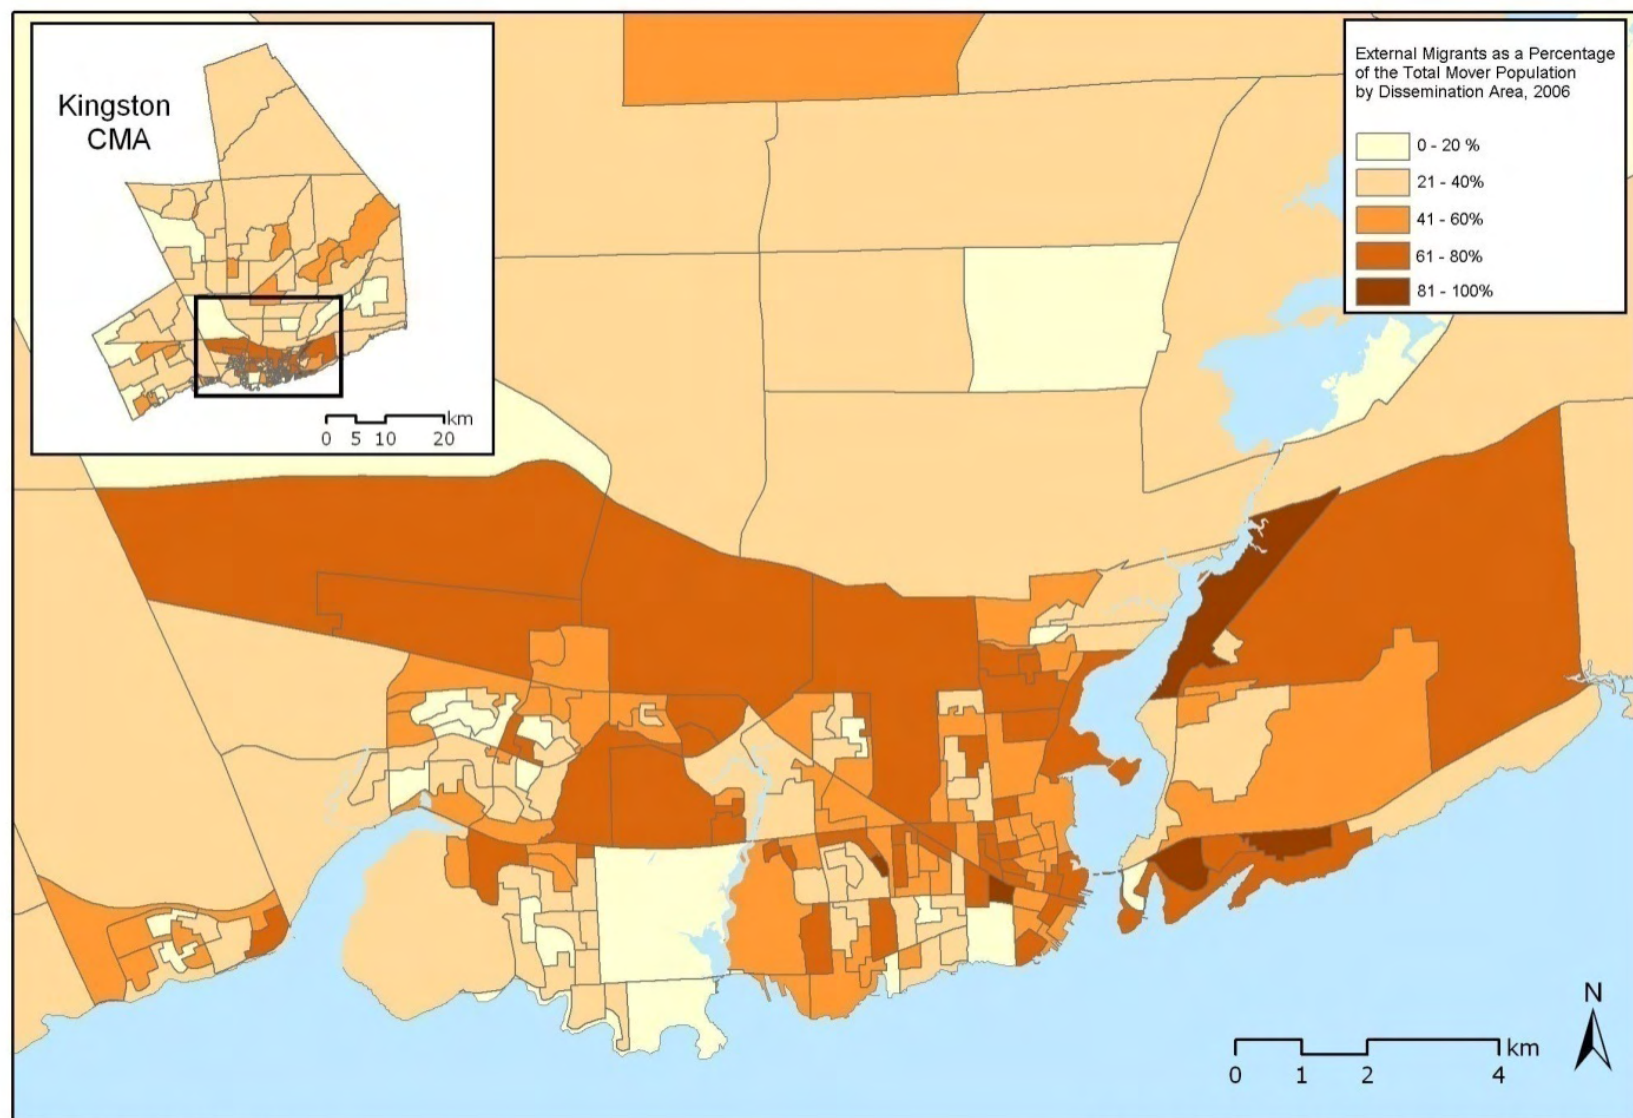 Kingston
CMA
km
0 5 10 20
External Migrants as a Percentage
of the Total Mover Population
by Dissemination Area, 2006
0 - 20 %
21 - 40%
41 - 60%
61 - 80%
81 - 100%
N
km
0 1 2 4